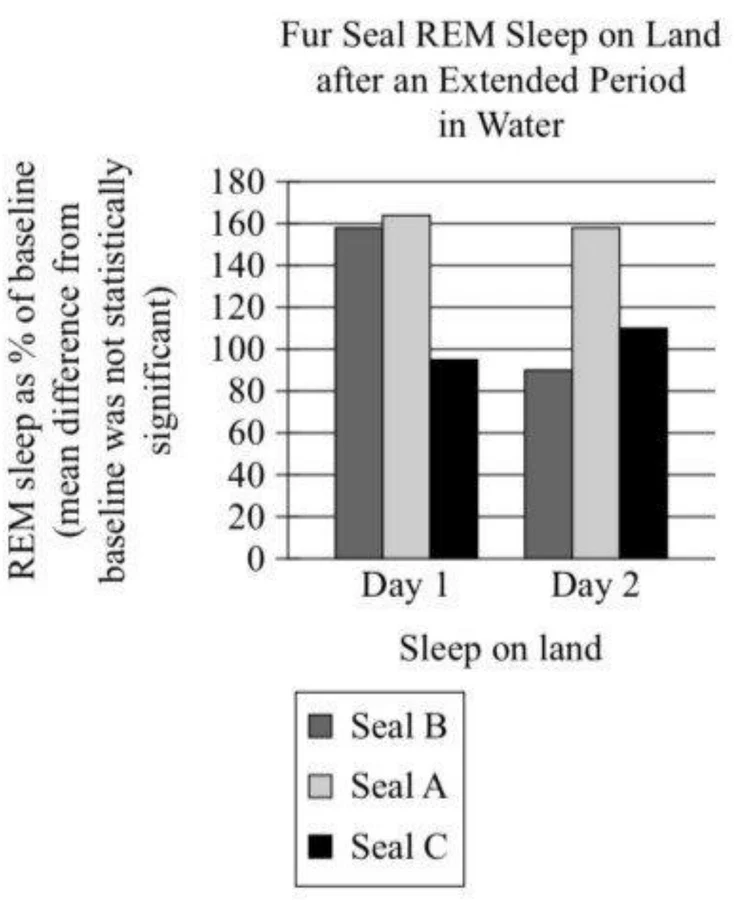 Fur Seal REM Sleep on Land
after an Extended Period
in Water
REM sleep as % of baseline
(mean difference from
baseline was not statistically
significant)
180
160
140
120
100
80
60
40
20
0
Day 1
Day 2
Sleep on land
Seal B
Seal A
Seal C